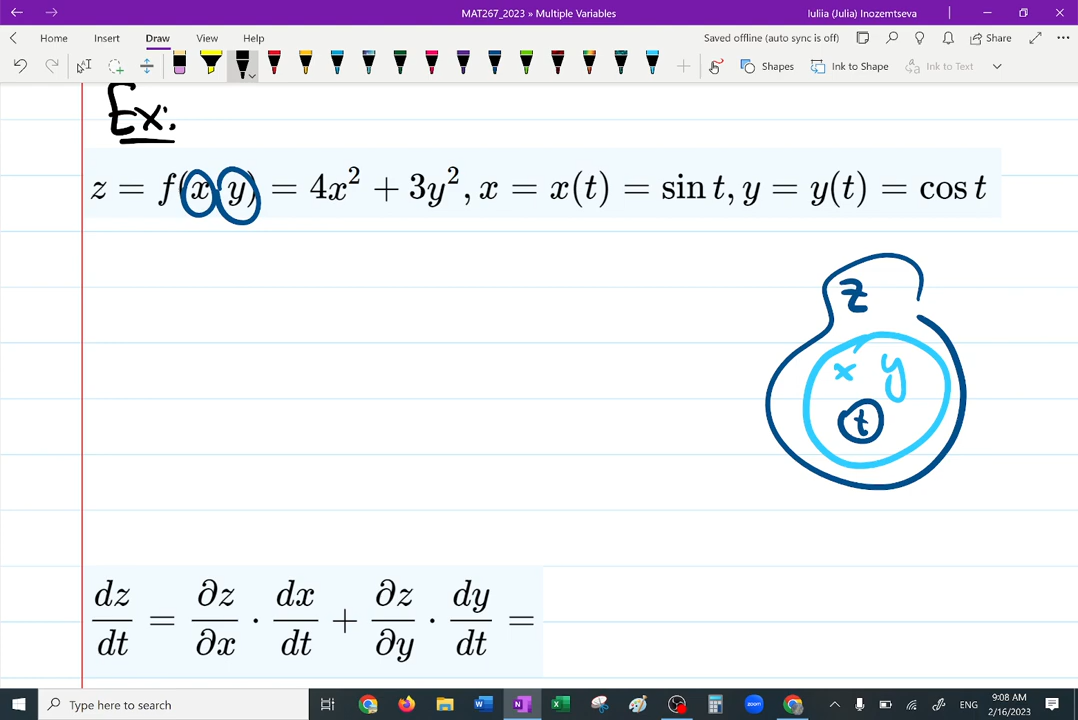 MAT267_2023 » Multiple Variables
Iuliia (Julia) Inozemtseva
Home Insert Draw View Help
Saved offline (auto sync is off)
Share
Shapes
Ink to Shape
Ink to Text
Ex:
z = f(x, y) = 4x² + 3y², x = x(t) = sin t, y = y(t) = cos t
z
x y
t
dz/dt = ∂z/∂x · dx/dt + ∂z/∂y · dy/dt =
Type here to search
zoom
ENG
9:08 AM
2/16/2023